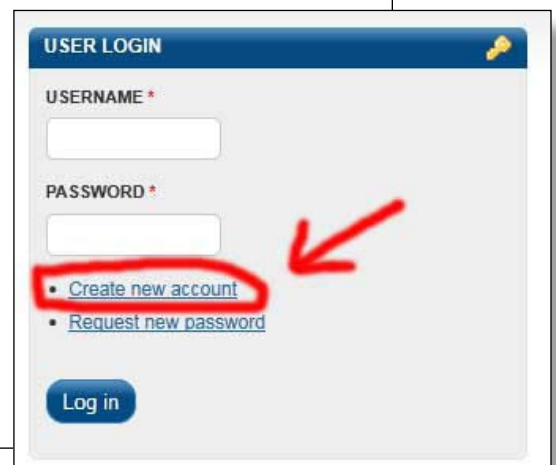 USER LOGIN
USERNAME *
PASSWORD *
• Create new account
• Request new password
Log in